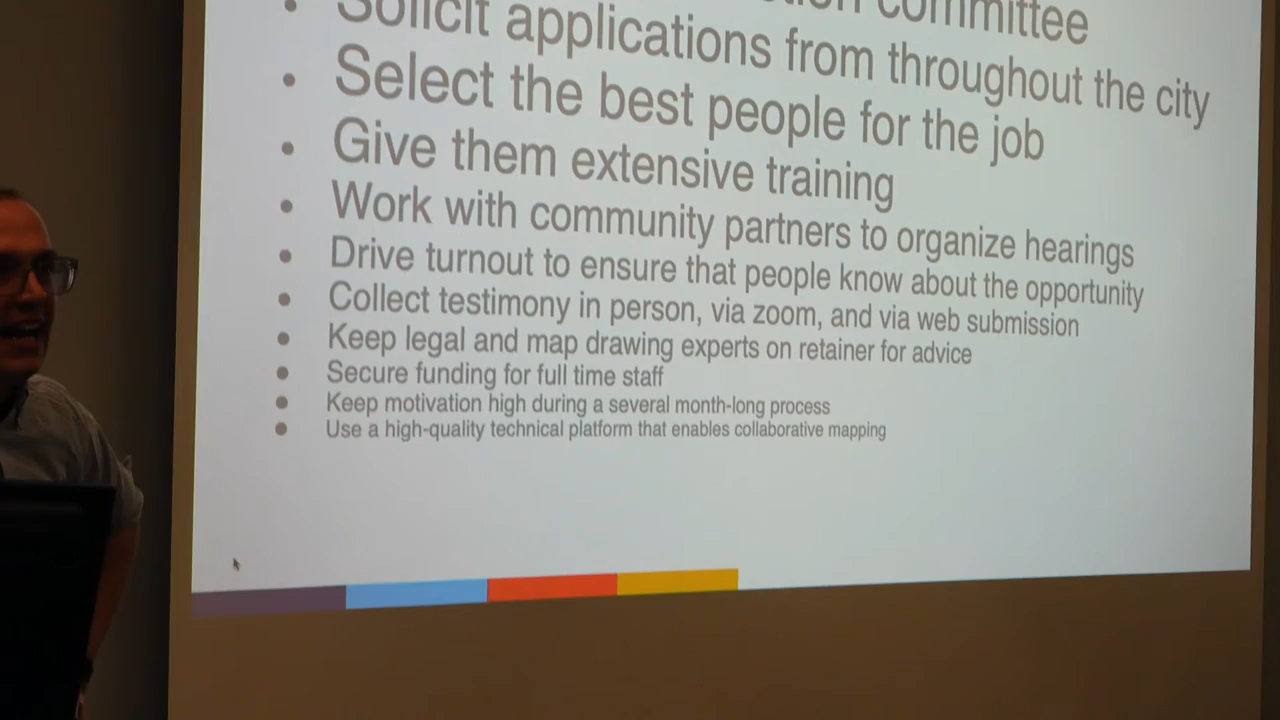 committee
Solicit applications from throughout the city
Select the best people for the job
Give them extensive training
Work with community partners to organize hearings
Drive turnout to ensure that people know about the opportunity
Collect testimony in person, via zoom, and via web submission
Keep legal and map drawing experts on retainer for advice
Secure funding for full time staff
Keep motivation high during a several month-long process
Use a high-quality technical platform that enables collaborative mapping